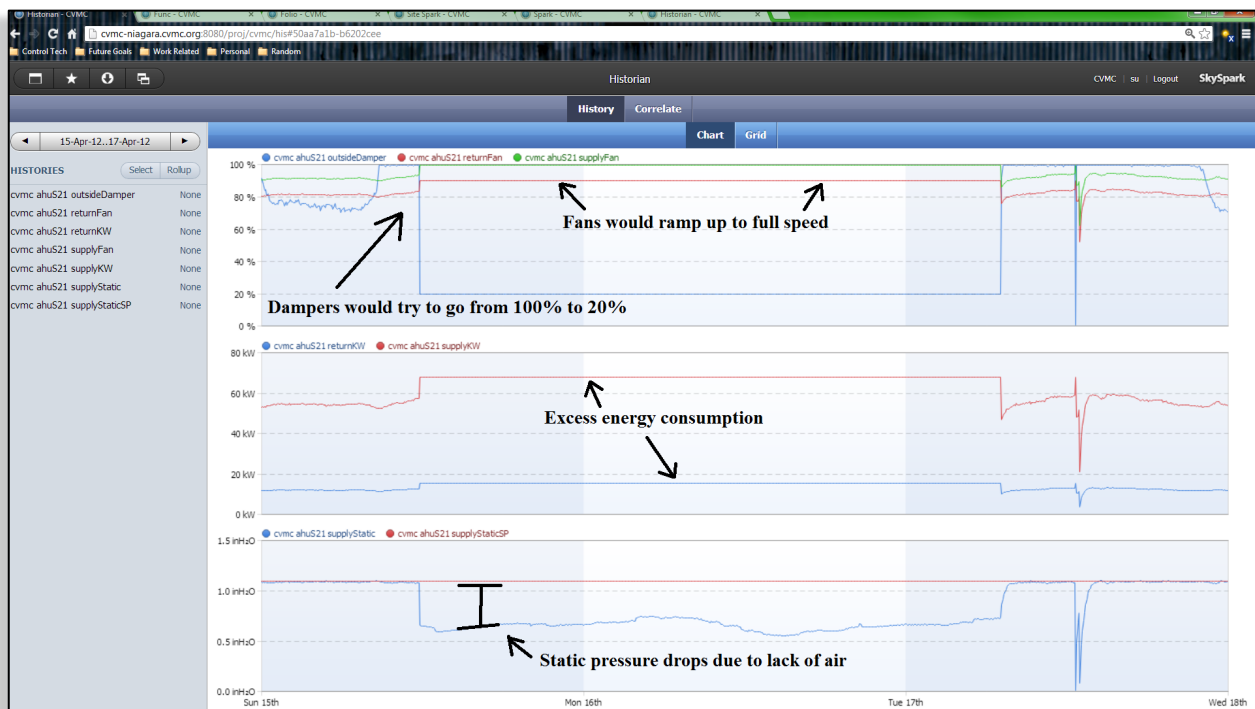 Historian - CVMC
Func - CVMC
Folio - CVMC
Site Spark - CVMC
Spark - CVMC
Historian - CVMC
cvmc-niagara.cvmc.org:8080/proj/cvmc/his#50aa7a1b-b6202cee
Control Tech Future Goals Work Related Personal Random
Historian
CVMC su Logout SkySpark
History Correlate
15-Apr-12..17-Apr-12
Chart Grid
HISTORIES Select Rollup
cvmc ahuS21 outsideDamper None
cvmc ahuS21 returnFan None
cvmc ahuS21 returnKW None
cvmc ahuS21 supplyFan None
cvmc ahuS21 supplyKW None
cvmc ahuS21 supplyStatic None
cvmc ahuS21 supplyStaticSP None
cvmc ahuS21 outsideDamper cvmc ahuS21 returnFan cvmc ahuS21 supplyFan
100 %
80 %
Fans would ramp up to full speed
60 %
40 %
20 %
Dampers would try to go from 100% to 20%
0 %
cvmc ahuS21 returnKW cvmc ahuS21 supplyKW
80 kW
60 kW
Excess energy consumption
40 kW
20 kW
0 kW
cvmc ahuS21 supplyStatic cvmc ahuS21 supplyStaticSP
1.5 inH₂O
1.0 inH₂O
0.5 inH₂O
Static pressure drops due to lack of air
0.0 inH₂O
Sun 15th Mon 16th Tue 17th Wed 18th